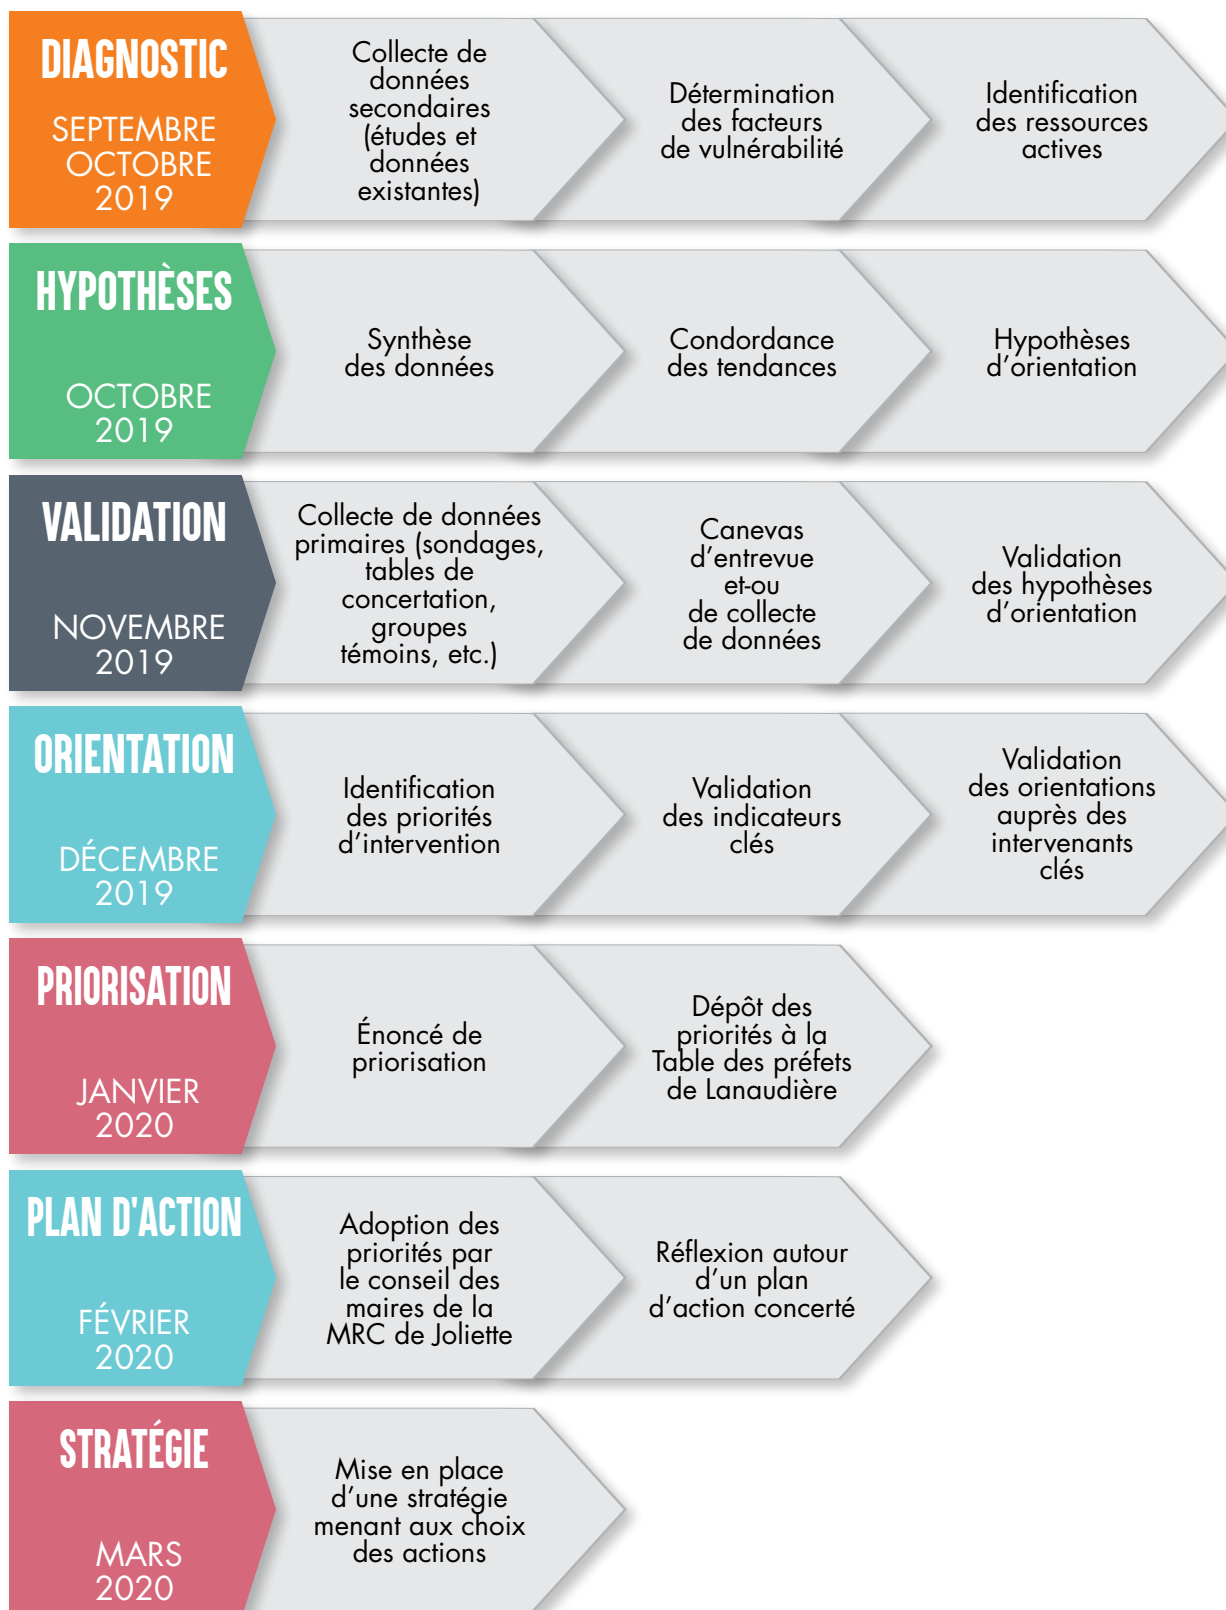 DIAGNOSTIC
SEPTEMBRE
OCTOBRE
2019
Collecte de
données
secondaires
(études et
données
existantes)
Détermination
des facteurs
de vulnérabilité
Identification
des ressources
actives
HYPOTHÈSES
OCTOBRE
2019
Synthèse
des données
Condordance
des tendances
Hypothèses
d’orientation
VALIDATION
NOVEMBRE
2019
Collecte de données
primaires (sondages,
tables de
concertation,
groupes
témoins, etc.)
Canevas
d’entrevue
et-ou
de collecte
de données
Validation
des hypothèses
d’orientation
ORIENTATION
DÉCEMBRE
2019
Identification
des priorités
d’intervention
Validation
des indicateurs
clés
Validation
des orientations
auprès des
intervenants
clés
PRIORISATION
JANVIER
2020
Énoncé de
priorisation
Dépôt des
priorités à la
Table des préfets
de Lanaudière
PLAN D'ACTION
FÉVRIER
2020
Adoption des
priorités par
le conseil des
maires de la
MRC de Joliette
Réflexion autour
d’un plan
d’action concerté
STRATÉGIE
MARS
2020
Mise en place
d’une stratégie
menant aux choix
des actions